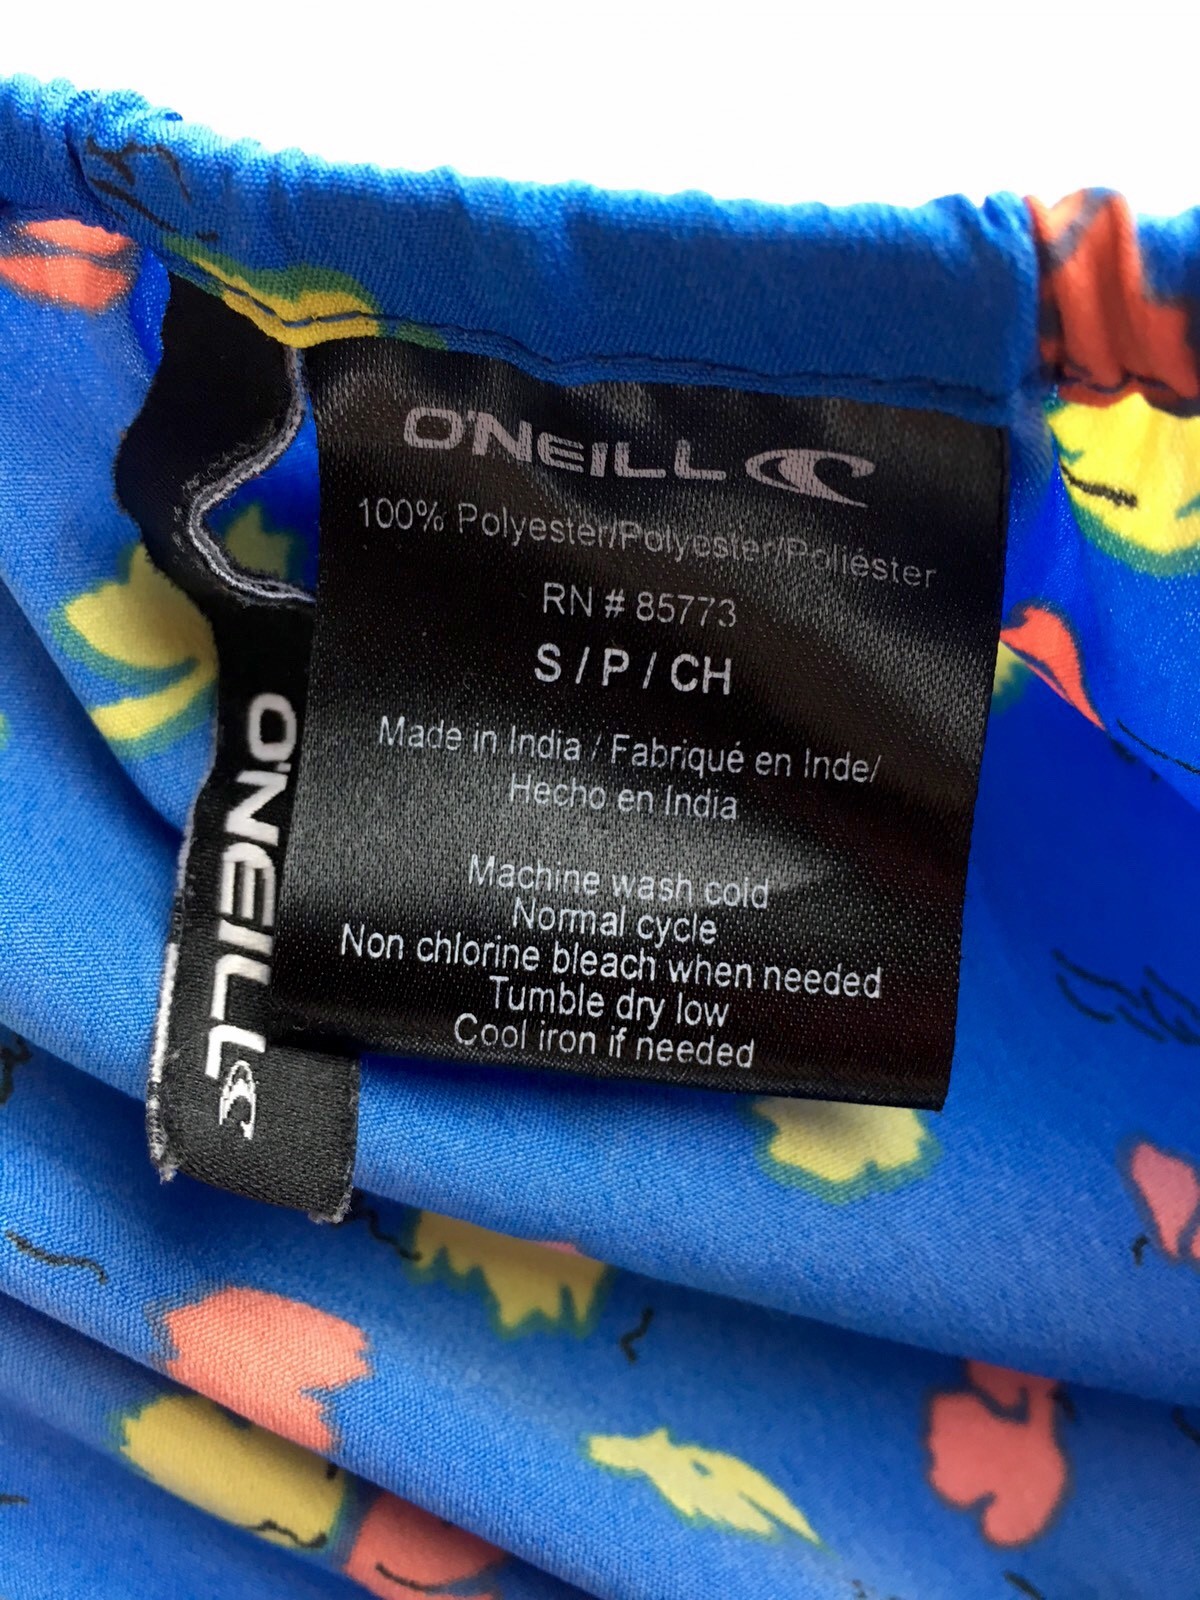 O'NEILL
100% Polyester/Polyester/Poliéster
RN # 85773
S / P / CH
Made in India / Fabriqué en Inde/
Hecho en India
Machine wash cold
Normal cycle
Non chlorine bleach when needed
Tumble dry low
Cool iron if needed
O'NEILL